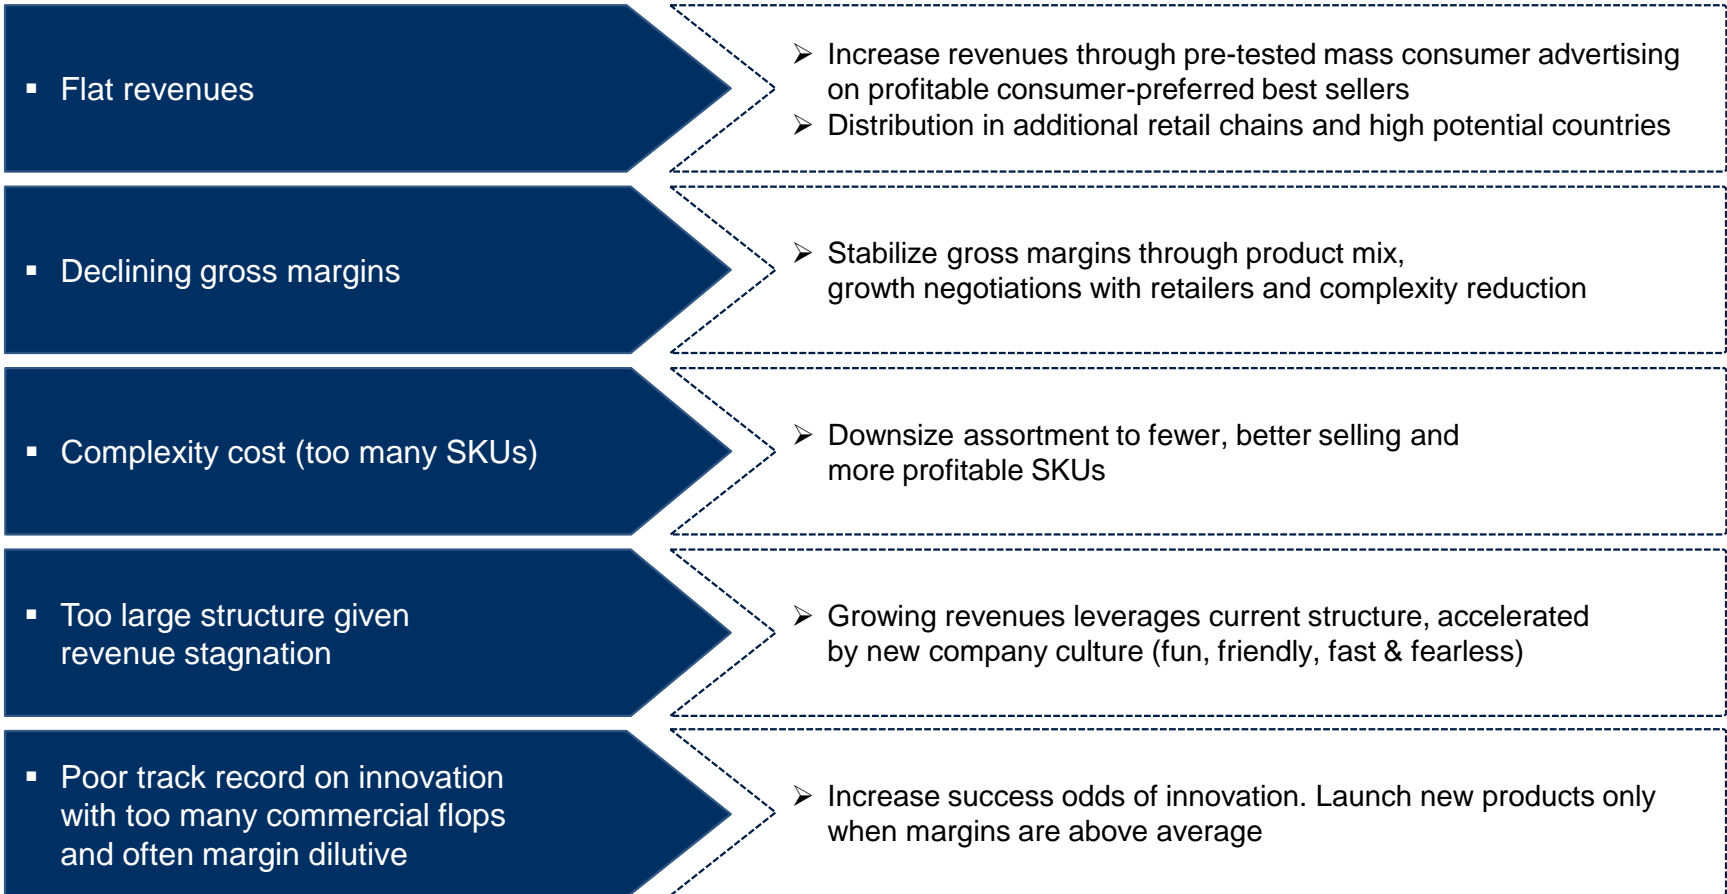 ▪ Flat revenues
➢ Increase revenues through pre-tested mass consumer advertising
on profitable consumer-preferred best sellers
➢ Distribution in additional retail chains and high potential countries
▪ Declining gross margins
➢ Stabilize gross margins through product mix,
growth negotiations with retailers and complexity reduction
▪ Complexity cost (too many SKUs)
➢ Downsize assortment to fewer, better selling and
more profitable SKUs
▪ Too large structure given
revenue stagnation
➢ Growing revenues leverages current structure, accelerated
by new company culture (fun, friendly, fast & fearless)
▪ Poor track record on innovation
with too many commercial flops
and often margin dilutive
➢ Increase success odds of innovation. Launch new products only
when margins are above average